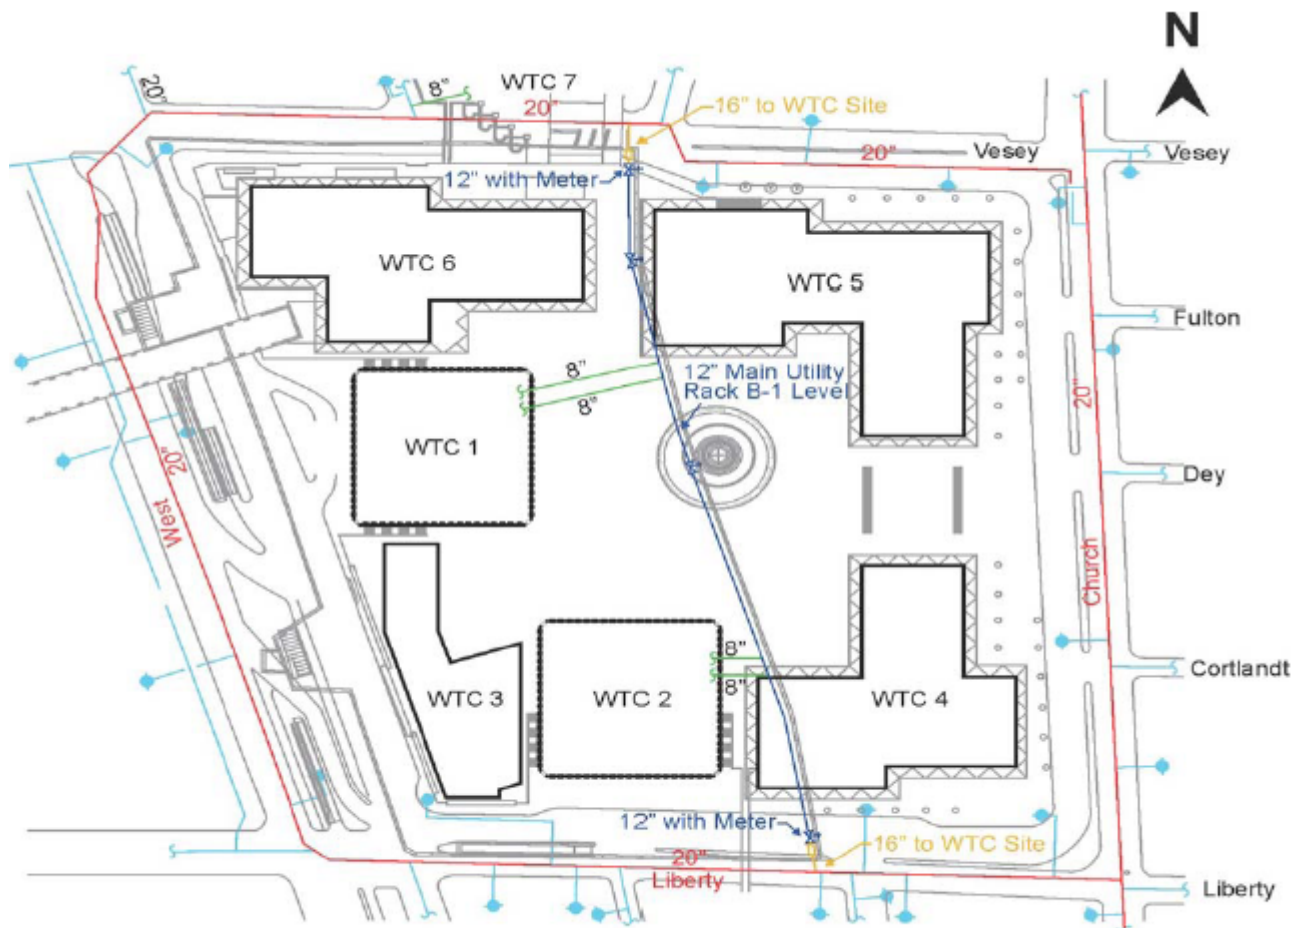 N
20"
8"
WTC 7
20"
16" to WTC Site
20"
Vesey
Vesey
12" with Meter
WTC 6
WTC 5
Fulton
8"
8"
12" Main Utility
Rack B-1 Level
20"
WTC 1
20"
West
Dey
Church
8"
8"
Cortlandt
WTC 3
WTC 2
WTC 4
12" with Meter
16" to WTC Site
20"
Liberty
Liberty